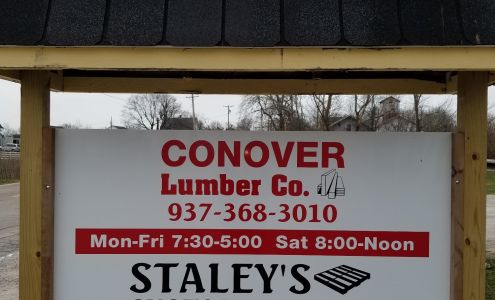 CONOVER
Lumber Co.
937-368-3010
Mon-Fri 7:30-5:00 Sat 8:00-Noon
STALEY'S